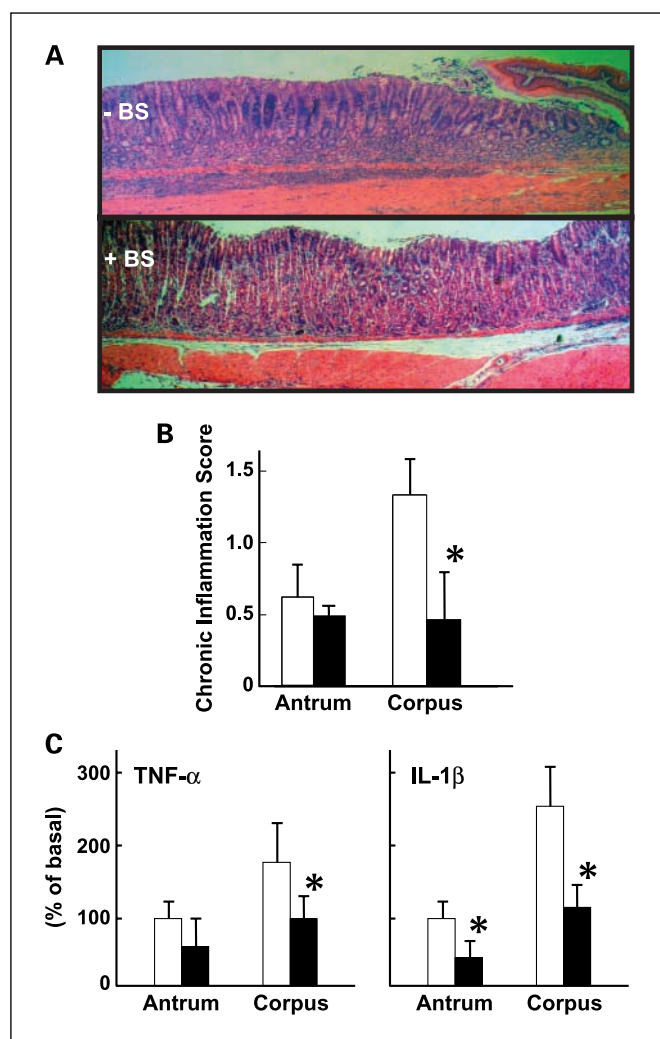 A
- BS
+ BS
B
Chronic Inflammation Score
1.5
1.0
0.5
0
*
Antrum Corpus
C
(% of basal)
300
200
100
0
TNF-α
*
Antrum Corpus
IL-1β
*
*
Antrum Corpus